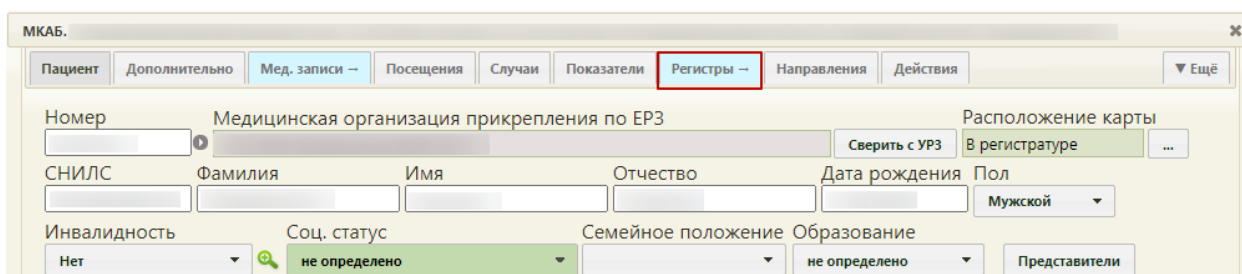 МКАБ.
Пациент Дополнительно Мед. записи → Посещения Случаи Показатели Регистры → Направления Действия ▼ Ещё
Номер Медицинская организация прикрепления по ЕРЗ Расположение карты
Сверить с УРЗ В регистратуре ...
СНИЛС Фамилия Имя Отчество Дата рождения Пол
Мужской
Инвалидность Соц. статус Семейное положение Образование
Нет не определено не определено Представители